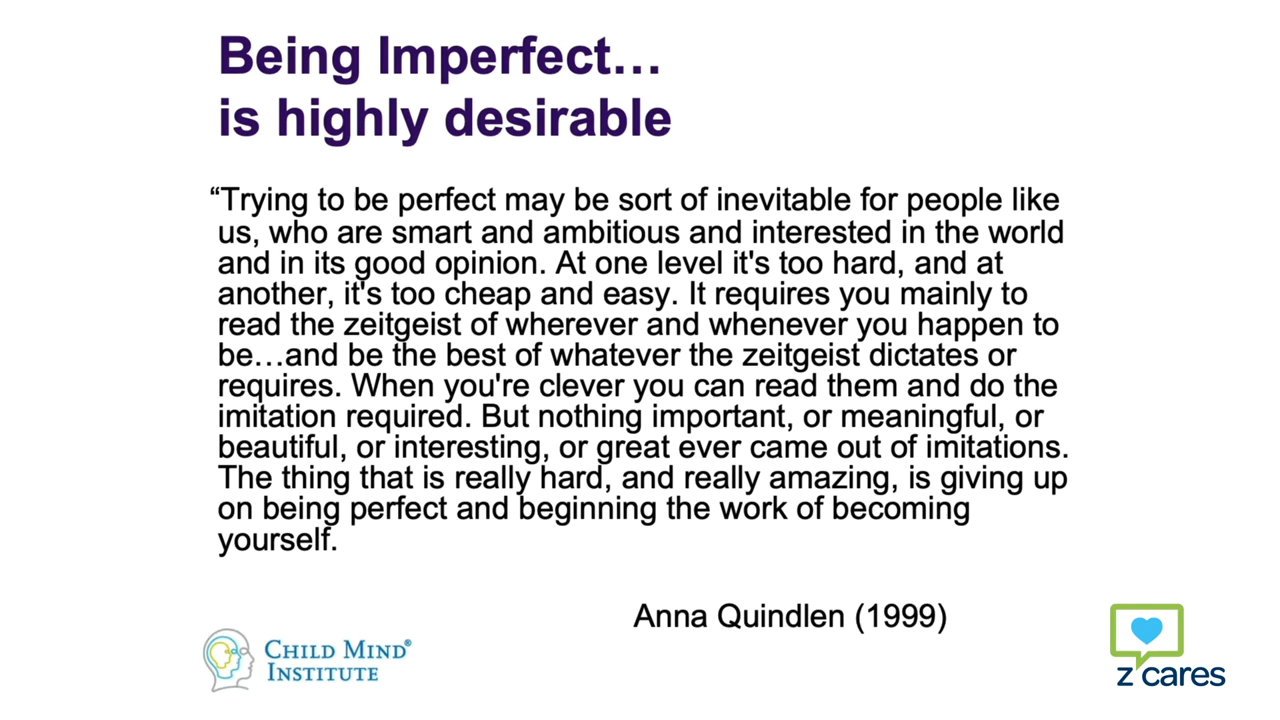 Being Imperfect…
is highly desirable
“Trying to be perfect may be sort of inevitable for people like
us, who are smart and ambitious and interested in the world
and in its good opinion. At one level it's too hard, and at
another, it's too cheap and easy. It requires you mainly to
read the zeitgeist of wherever and whenever you happen to
be…and be the best of whatever the zeitgeist dictates or
requires. When you're clever you can read them and do the
imitation required. But nothing important, or meaningful, or
beautiful, or interesting, or great ever came out of imitations.
The thing that is really hard, and really amazing, is giving up
on being perfect and beginning the work of becoming
yourself.
Anna Quindlen (1999)
CHILD MIND®
INSTITUTE
z cares